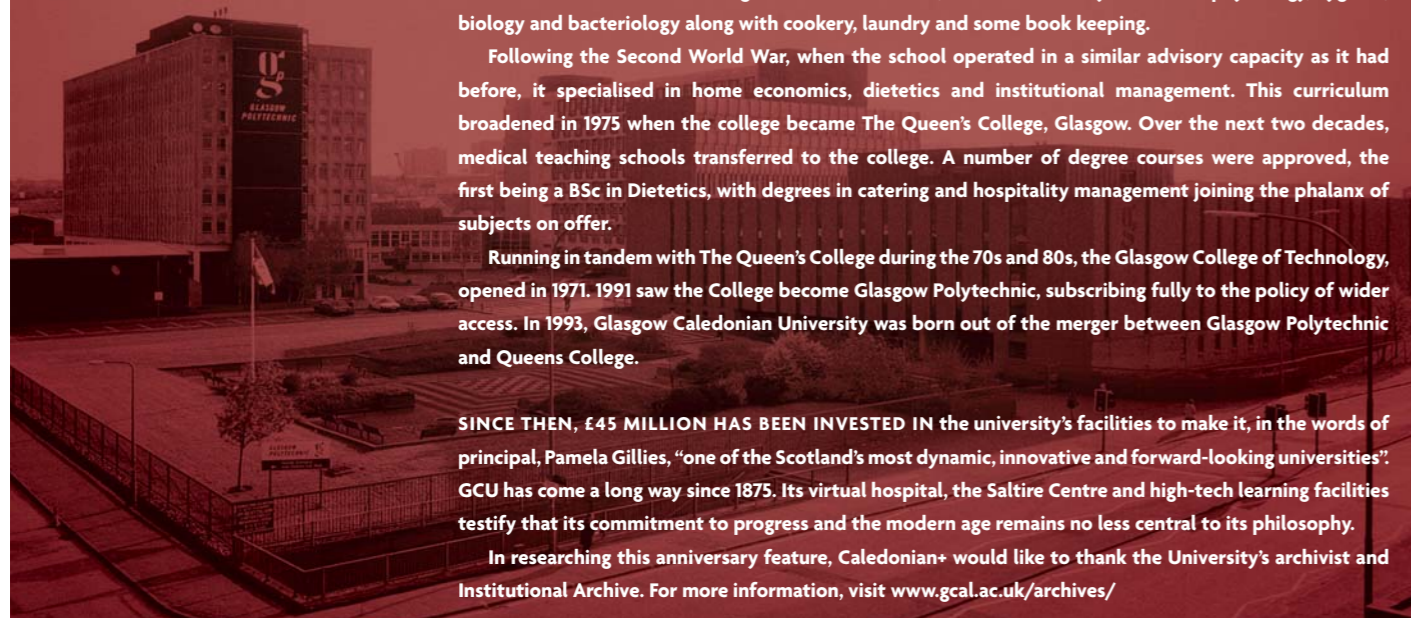 biology and bacteriology along with cookery, laundry and some book keeping.
Following the Second World War, when the school operated in a similar advisory capacity as it had
before, it specialised in home economics, dietetics and institutional management. This curriculum
broadened in 1975 when the college became The Queen's College, Glasgow. Over the next two decades,
medical teaching schools transferred to the college. A number of degree courses were approved, the
first being a BSc in Dietetics, with degrees in catering and hospitality management joining the phalanx of
subjects on offer.
Running in tandem with The Queen's College during the 70s and 80s, the Glasgow College of Technology,
opened in 1971. 1991 saw the College become Glasgow Polytechnic, subscribing fully to the policy of wider
access. In 1993, Glasgow Caledonian University was born out of the merger between Glasgow Polytechnic
and Queens College.
SINCE THEN, £45 MILLION HAS BEEN INVESTED IN the university's facilities to make it, in the words of
principal, Pamela Gillies, “one of the Scotland's most dynamic, innovative and forward-looking universities”.
GCU has come a long way since 1875. Its virtual hospital, the Saltire Centre and high-tech learning facilities
testify that its commitment to progress and the modern age remains no less central to its philosophy.
In researching this anniversary feature, Caledonian+ would like to thank the University's archivist and
Institutional Archive. For more information, visit www.gcal.ac.uk/archives/
gp
GLASGOW
POLYTECHNIC
GLASGOW
POLYTECHNIC